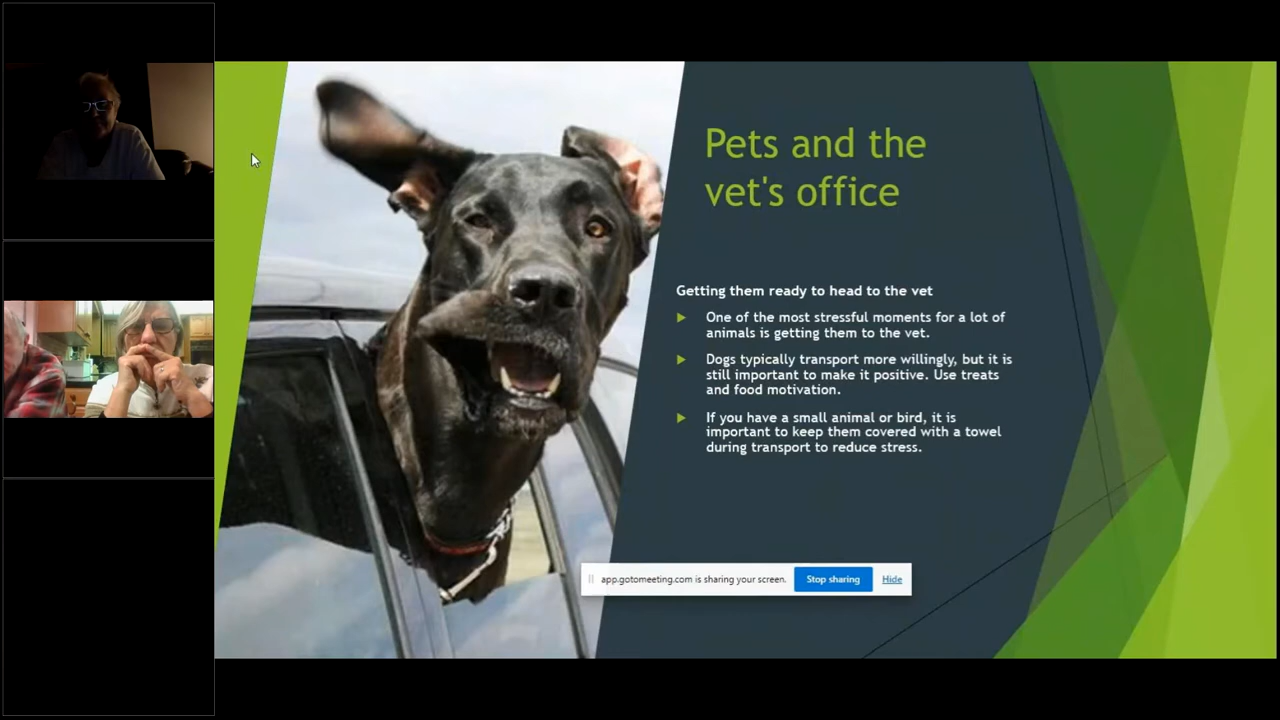 Pets and the
vet's office
Getting them ready to head to the vet
One of the most stressful moments for a lot of
animals is getting them to the vet.
Dogs typically transport more willingly, but it is
still important to make it positive. Use treats
and food motivation.
If you have a small animal or bird, it is
important to keep them covered with a towel
during transport to reduce stress.
app.gotomeeting.com is sharing your screen. Stop sharing Hide